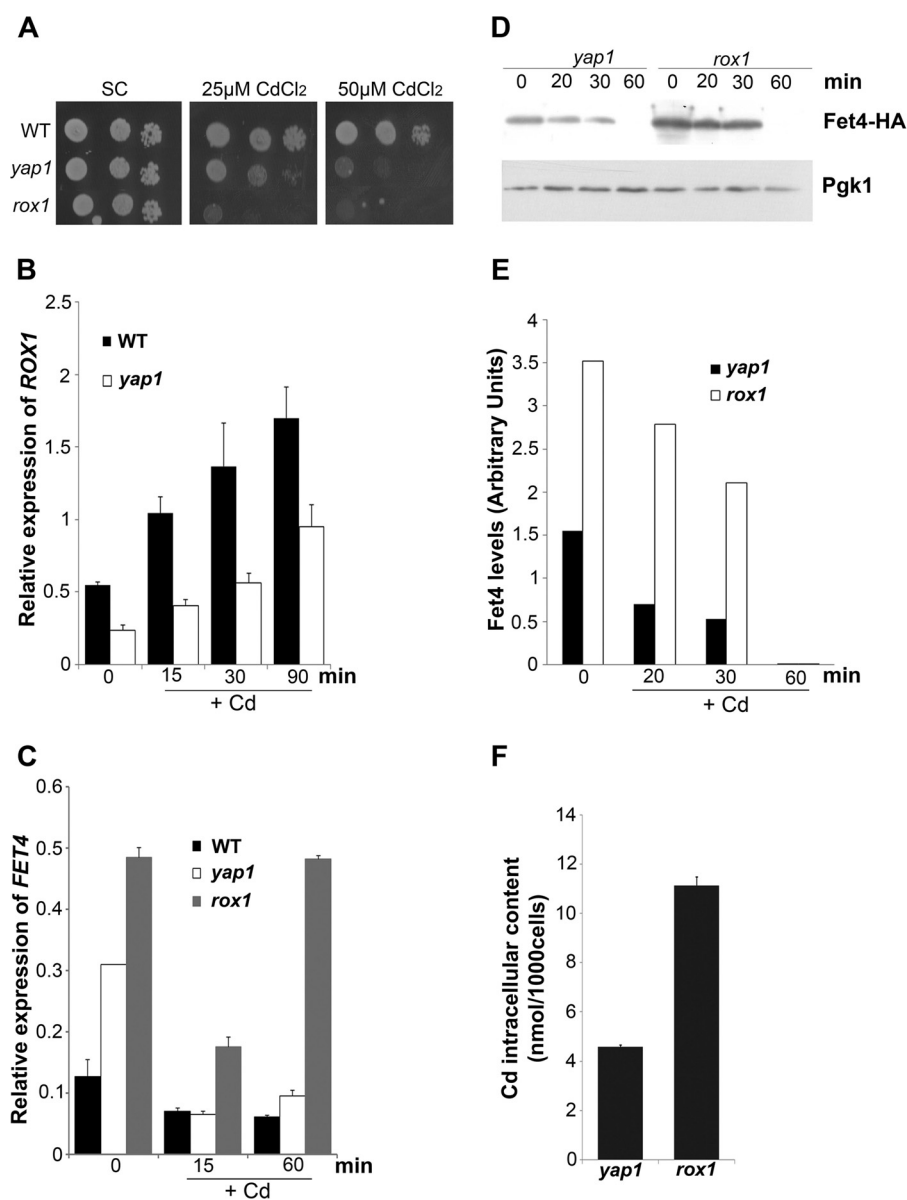 A
SC
25µM CdCl2
50µM CdCl2
WT
yap1
rox1
B
Relative expression of ROX1
2.5
2
1.5
1
0.5
0
WT
yap1
0
15
30
90
min
+ Cd
C
Relative expression of FET4
0.6
0.5
0.4
0.3
0.2
0.1
0
WT
yap1
rox1
0
15
60
min
+ Cd
D
yap1
rox1
0 20 30 60 0 20 30 60 min
Fet4-HA
Pgk1
E
Fet4 levels (Arbitrary Units)
4
3.5
3
2.5
2
1.5
1
0.5
0
yap1
rox1
0
20
30
60
min
+ Cd
F
Cd intracellular content
(nmol/1000cells)
14
12
10
8
6
4
2
0
yap1
rox1